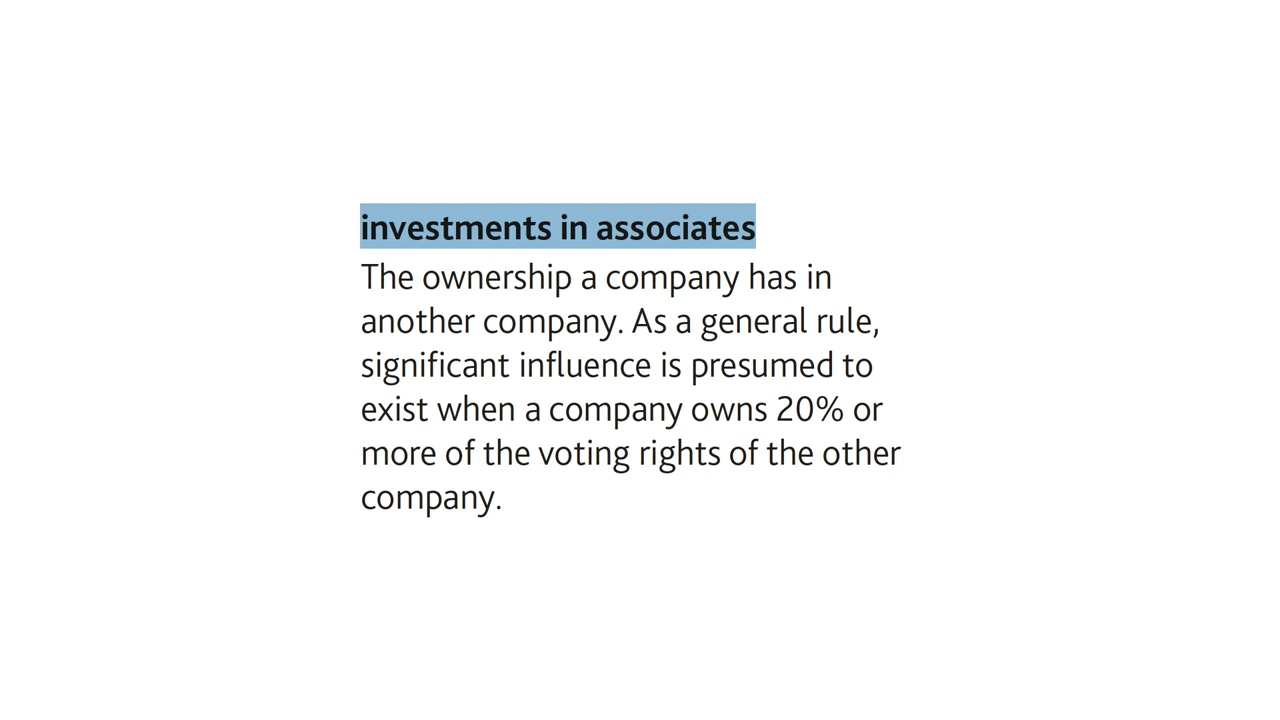 investments in associates
The ownership a company has in
another company. As a general rule,
significant influence is presumed to
exist when a company owns 20% or
more of the voting rights of the other
company.